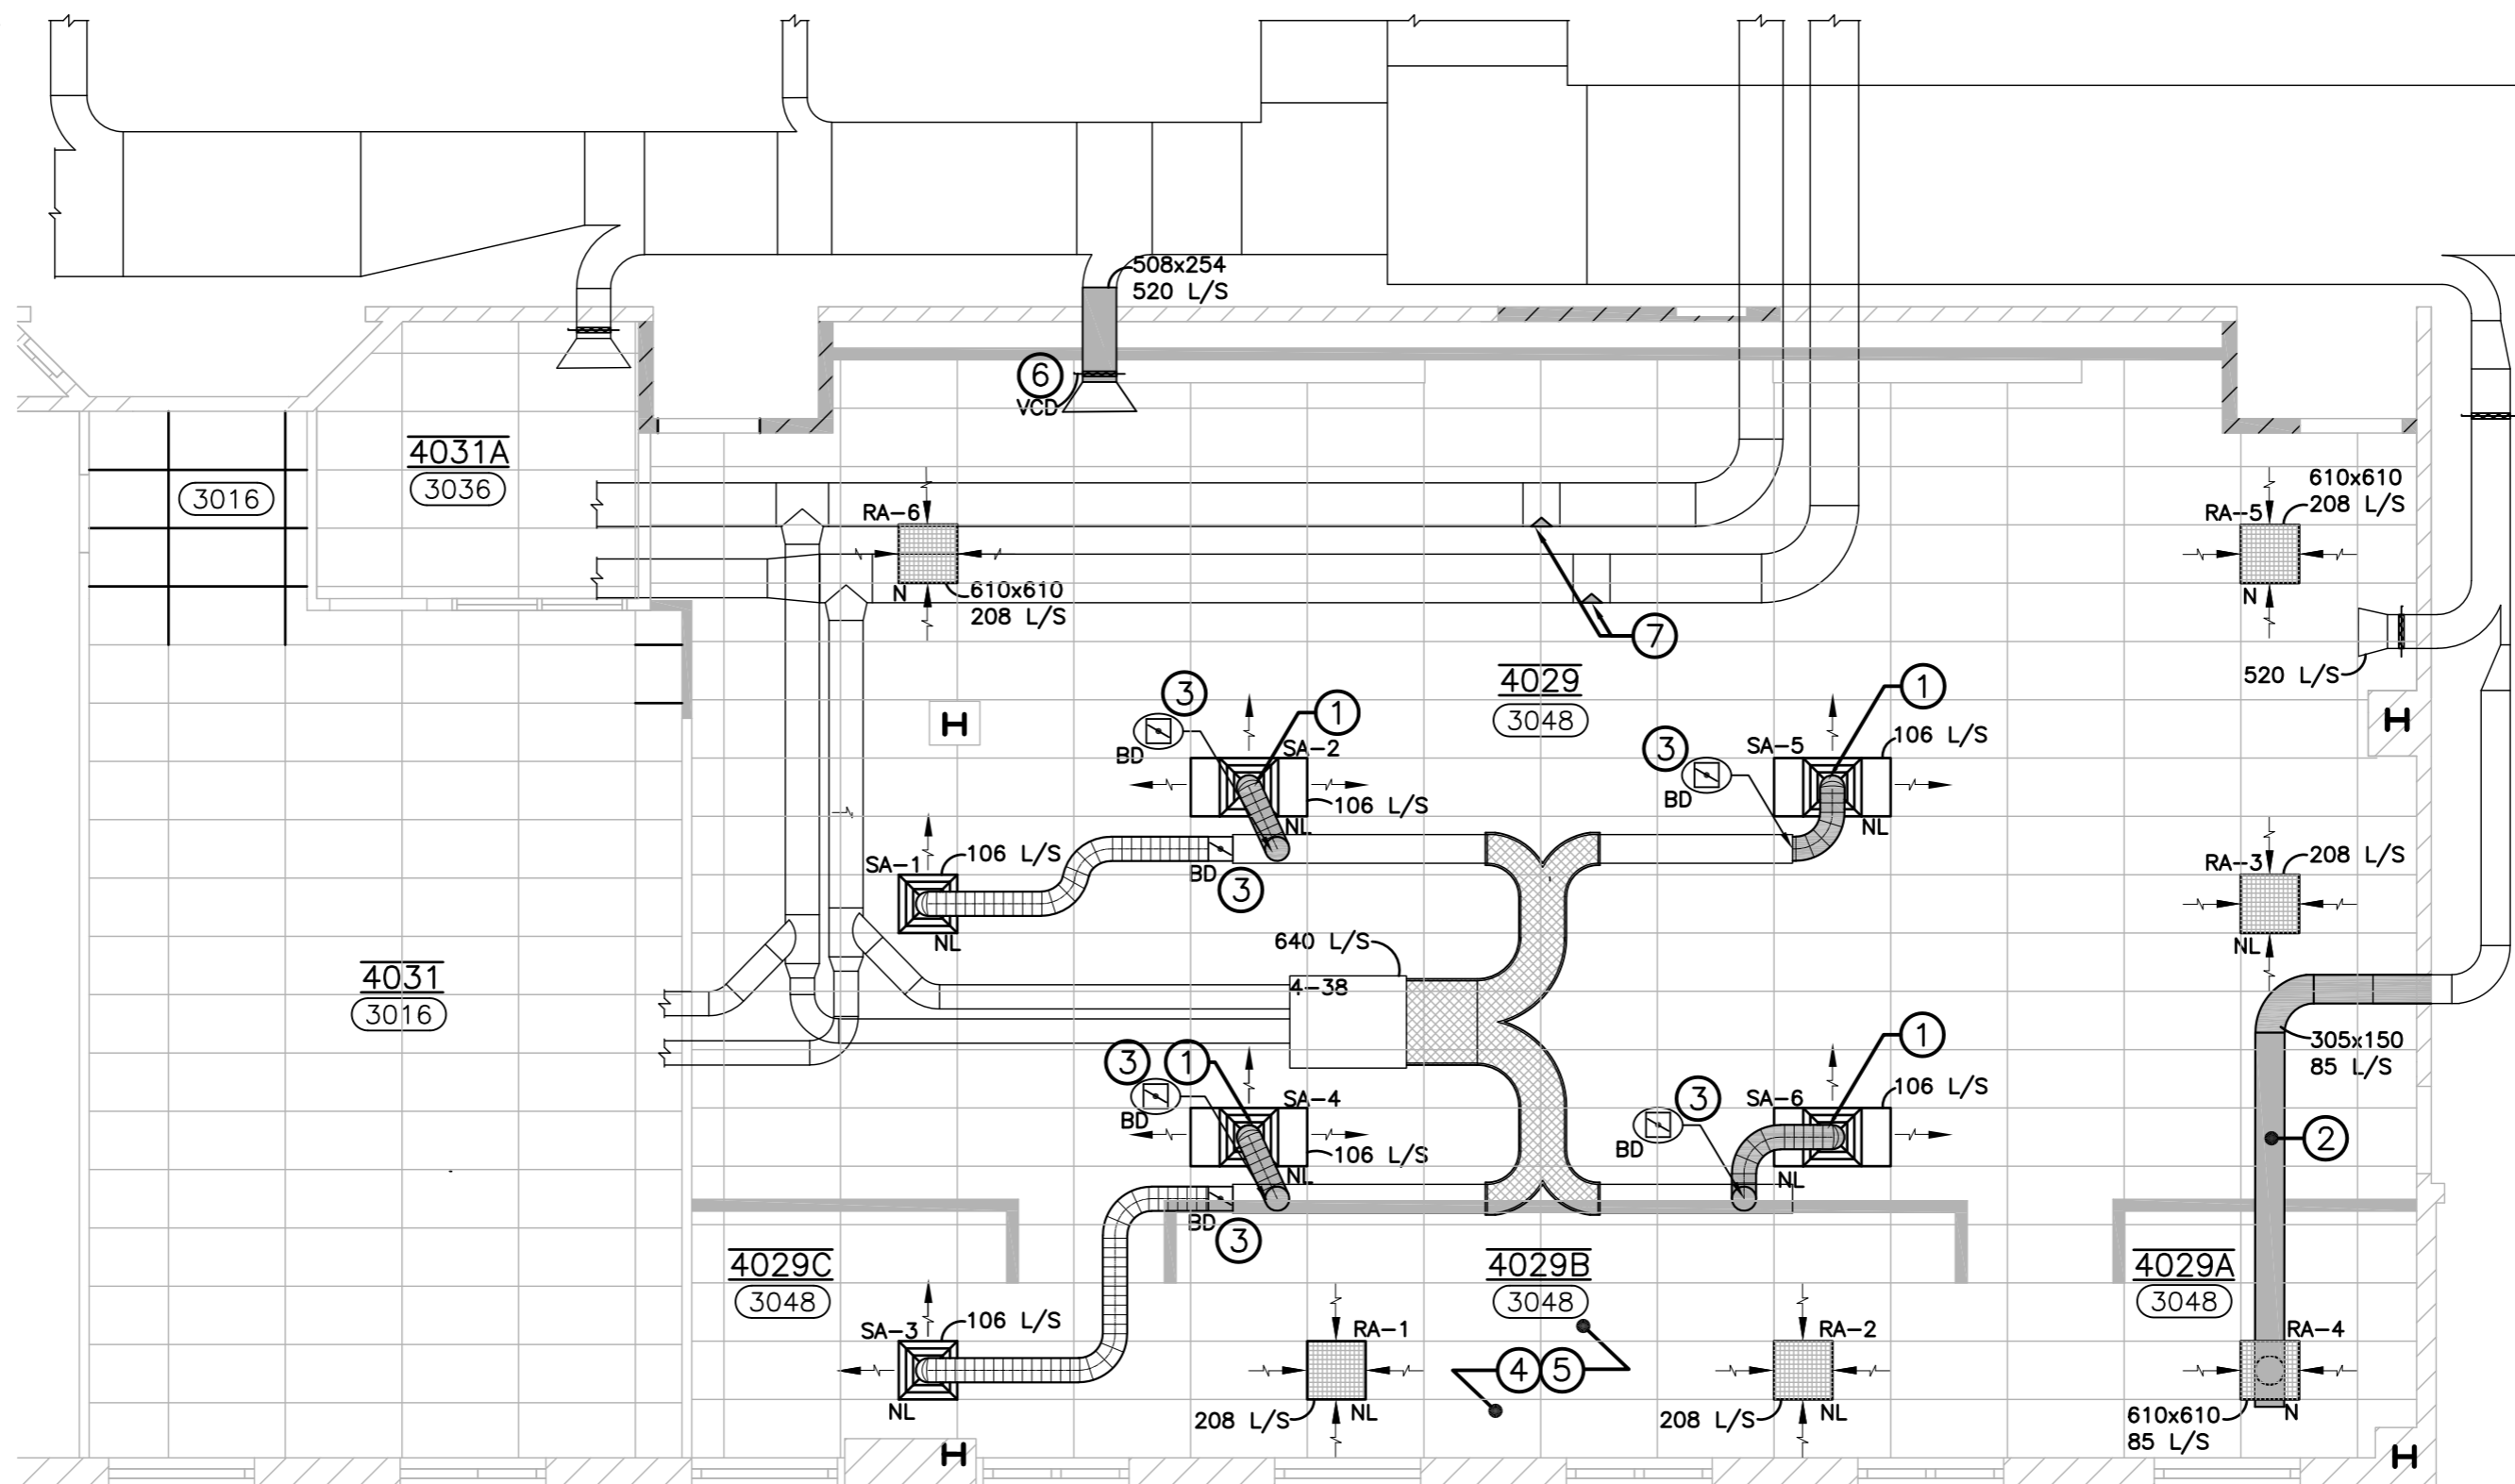 508x254
520 L/S
6
VCD
4031A
3036
3016
RA-6
N
610x610
208 L/S
7
610x610
208 L/S
RA-5
N
520 L/S
H
H
3
BD
1
SA-2
106 L/S
NL
4029
3048
3
BD
SA-5
1
106 L/S
NL
SA-1
106 L/S
NL
BD
3
RA-3
208 L/S
NL
640 L/S
4-38
4031
3016
3
1
BD
SA-4
106 L/S
NL
3
BD
SA-6
1
106 L/S
NL
305x150
85 L/S
2
BD
3
4029C
3048
4029B
3048
4029A
3048
SA-3
106 L/S
NL
RA-1
208 L/S
NL
4
5
RA-2
208 L/S
NL
RA-4
610x610
85 L/S
N
H
H